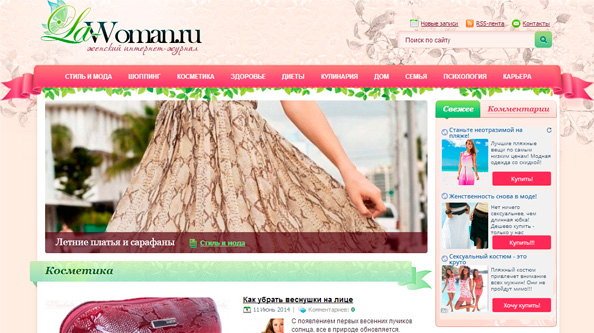 La-Woman.ru
женский интернет-журнал
Новые записи
RSS-лента
Контакты
Поиск по сайту
СТИЛЬ И МОДА ШОППИНГ КОСМЕТИКА ЗДОРОВЬЕ ДИЕТЫ КУЛИНАРИЯ ДОМ СЕМЬЯ ПСИХОЛОГИЯ КАРЬЕРА
Летние платья и сарафаны
Стиль и мода
Свежее
Комментарии
Станьте неотразимой на
пляже!
Лучшие пляжные
вещи по самым
низким ценам! Модная
одежда со скидкой!
Купить!
Женственность снова в моде!
Нет ничего
сексуальнее, чем
длинная юбка!
Дешево купить -
только у нас
Купить!!!
Сексуальный костюм - это
круто
Пляжный костюм
привлечет внимание
всех мужчин! Они не
пройдут мимо!!!
Хочу купить!
Косметика
Как убрать веснушки на лице
11 Июнь 2014 | Комментариев: 0
С появлением первых весенних лучиков
солнца, все в природе обновляется.